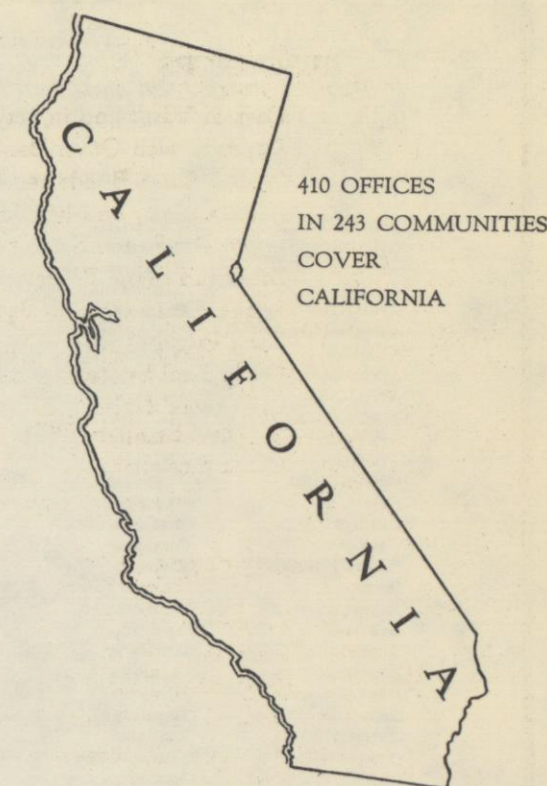 CALIFORNIA
410 OFFICES
IN 243 COMMUNITIES
COVER
CALIFORNIA